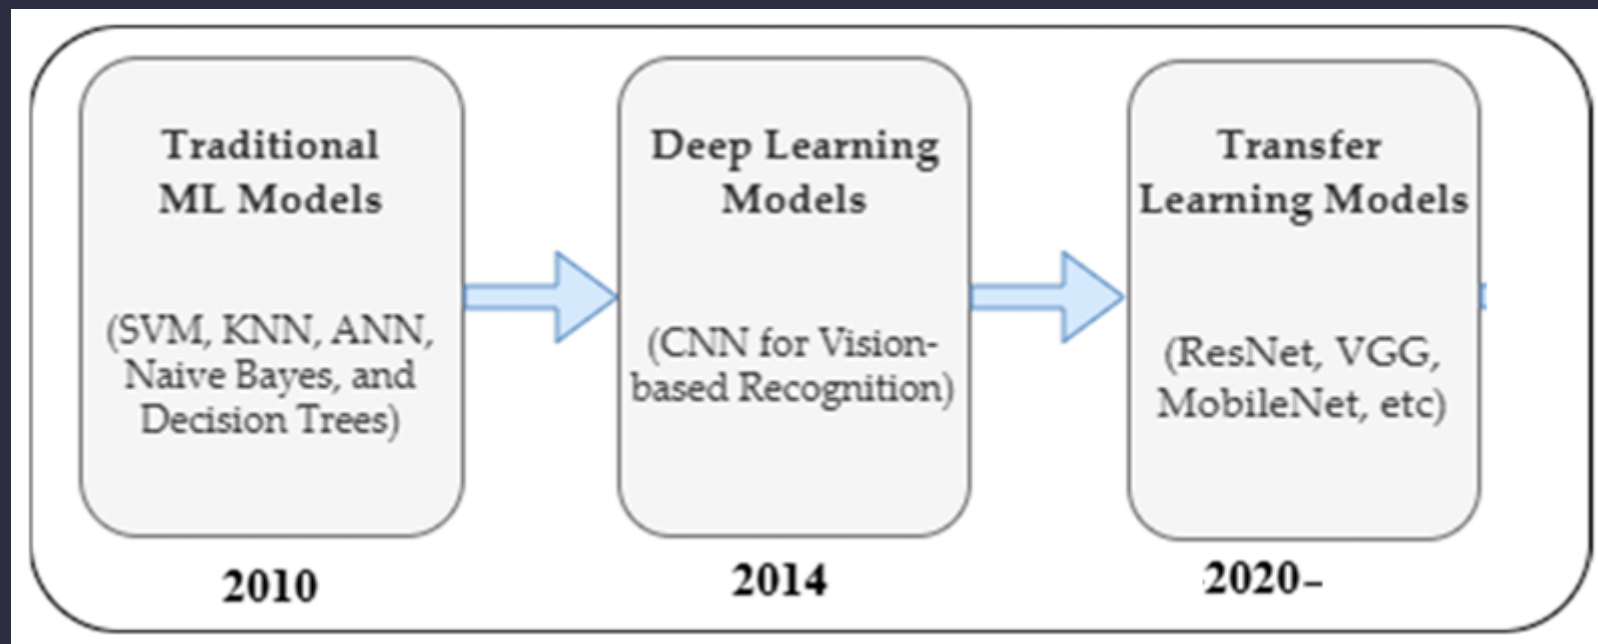 Traditional
ML Models
(SVM, KNN, ANN,
Naive Bayes, and
Decision Trees)
2010
Deep Learning
Models
(CNN for Vision-
based Recognition)
2014
Transfer
Learning Models
(ResNet, VGG,
MobileNet, etc)
2020–